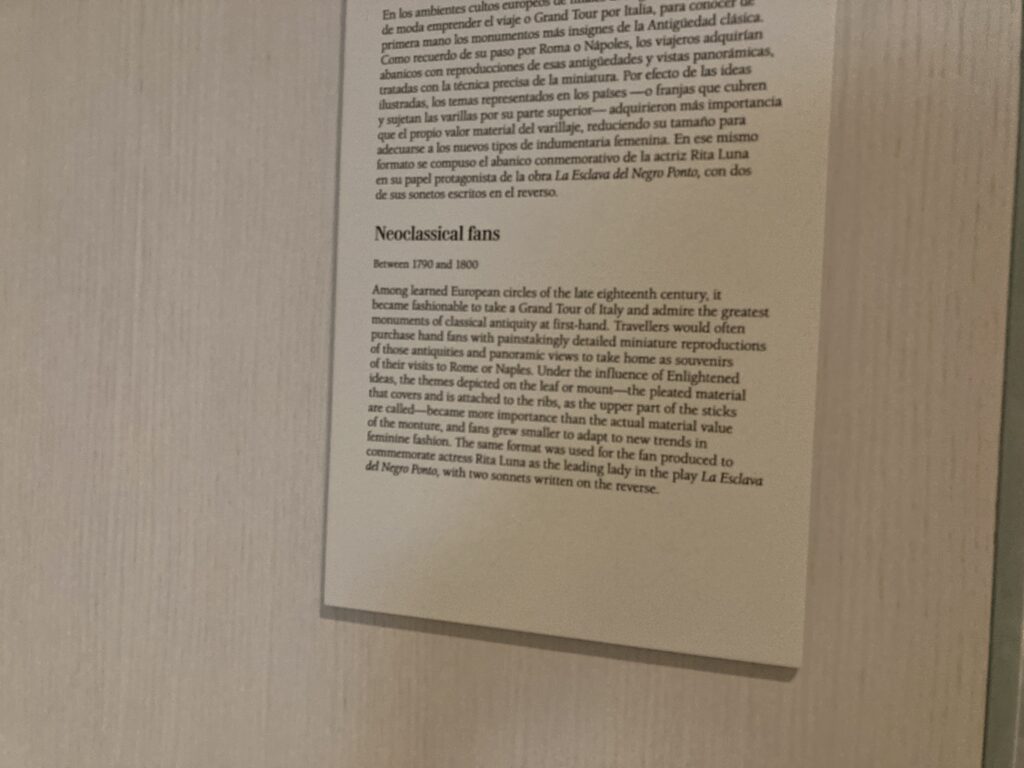 En los ambientes cultos europeos de
de moda emprender el viaje o Grand Tour por Italia, para conocer de
primera mano los monumentos más insignes de la Antigüedad clásica.
Como recuerdo de su paso por Roma o Nápoles, los viajeros adquirían
abanicos con reproducciones de esas antigüedades y vistas panorámicas,
tratadas con la técnica precisa de la miniatura. Por efecto de las ideas
ilustradas, los temas representados en los países —o franjas que cubren
y sujetan las varillas por su parte superior— adquirieron más importancia
que el propio valor material del varillaje, reduciendo su tamaño para
adecuarse a los nuevos tipos de indumentaria femenina. En ese mismo
formato se compuso el abanico conmemorativo de la actriz Rita Luna
en su papel protagonista de la obra La Esclava del Negro Ponto, con dos
de sus sonetos escritos en el reverso.
Neoclassical fans
Between 1790 and 1800
Among learned European circles of the late eighteenth century, it
became fashionable to take a Grand Tour of Italy and admire the greatest
monuments of classical antiquity at first-hand. Travellers would often
purchase hand fans with painstakingly detailed miniature reproductions
of those antiquities and panoramic views to take home as souvenirs
of their visits to Rome or Naples. Under the influence of Enlightened
ideas, the themes depicted on the leaf or mount—the pleated material
that covers and is attached to the ribs, as the upper part of the sticks
are called—became more importance than the actual material value
of the monture, and fans grew smaller to adapt to new trends in
feminine fashion. The same format was used for the fan produced to
commemorate actress Rita Luna as the leading lady in the play La Esclava
del Negro Ponto, with two sonnets written on the reverse.